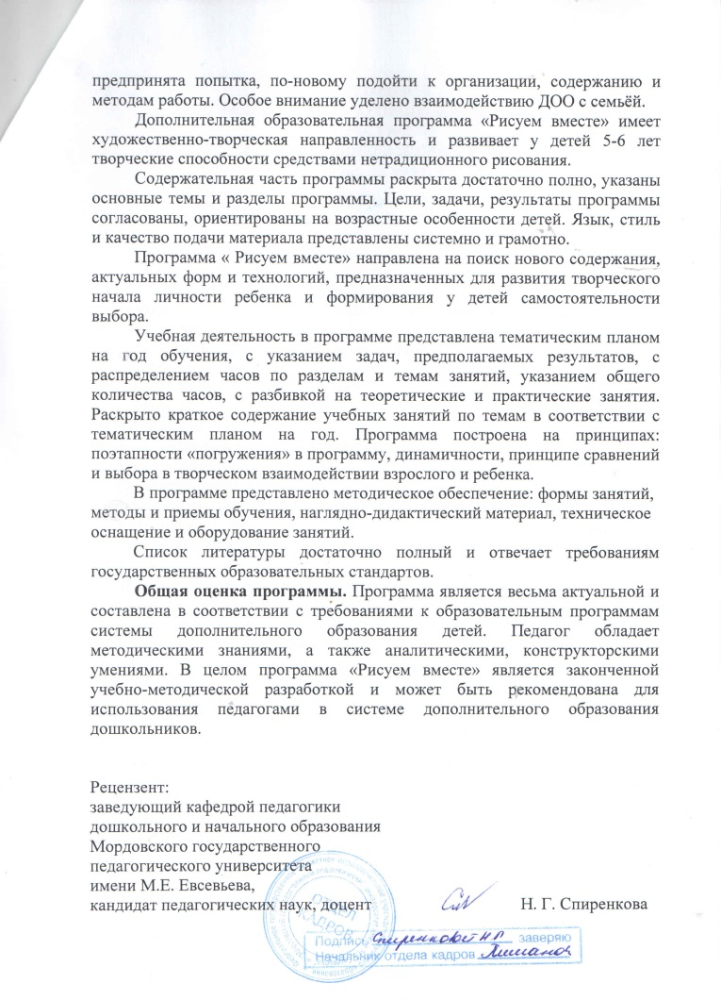 предпринята попытка, по-новому подойти к организации, содержанию и
методам работы. Особое внимание уделено взаимодействию ДОО с семьёй.
Дополнительная образовательная программа «Рисуем вместе» имеет
художественно-творческая направленность и развивает у детей 5-6 лет
творческие способности средствами нетрадиционного рисования.
Содержательная часть программы раскрыта достаточно полно, указаны
основные темы и разделы программы. Цели, задачи, результаты программы
согласованы, ориентированы на возрастные особенности детей. Язык, стиль
и качество подачи материала представлены системно и грамотно.
Программа « Рисуем вместе» направлена на поиск нового содержания,
актуальных форм и технологий, предназначенных для развития творческого
начала личности ребенка и формирования у детей самостоятельности
выбора.
Учебная деятельность в программе представлена тематическим планом
на год обучения, с указанием задач, предполагаемых результатов, с
распределением часов по разделам и темам занятий, указанием общего
количества часов, с разбивкой на теоретические и практические занятия.
Раскрыто краткое содержание учебных занятий по темам в соответствии с
тематическим планом на год. Программа построена на принципах:
поэтапности «погружения» в программу, динамичности, принципе сравнений
и выбора в творческом взаимодействии взрослого и ребенка.
В программе представлено методическое обеспечение: формы занятий,
методы и приемы обучения, наглядно-дидактический материал, техническое
оснащение и оборудование занятий.
Список литературы достаточно полный и отвечает требованиям
государственных образовательных стандартов.
Общая оценка программы. Программа является весьма актуальной и
составлена в соответствии с требованиями к образовательным программам
системы дополнительного образования детей. Педагог обладает
методическими знаниями, а также аналитическими, конструкторскими
умениями. В целом программа «Рисуем вместе» является законченной
учебно-методической разработкой и может быть рекомендована для
использования педагогами в системе дополнительного образования
дошкольников.
Рецензент:
заведующий кафедрой педагогики
дошкольного и начального образования
Мордовского государственного
педагогического университета
имени М.Е. Евсевьева,
кандидат педагогических наук, доцент Н. Г. Спиренкова
ОТДЕЛ
КАДРОВ
Подпись Спиренковой Н.Г. заверяю
Начальник отдела кадров